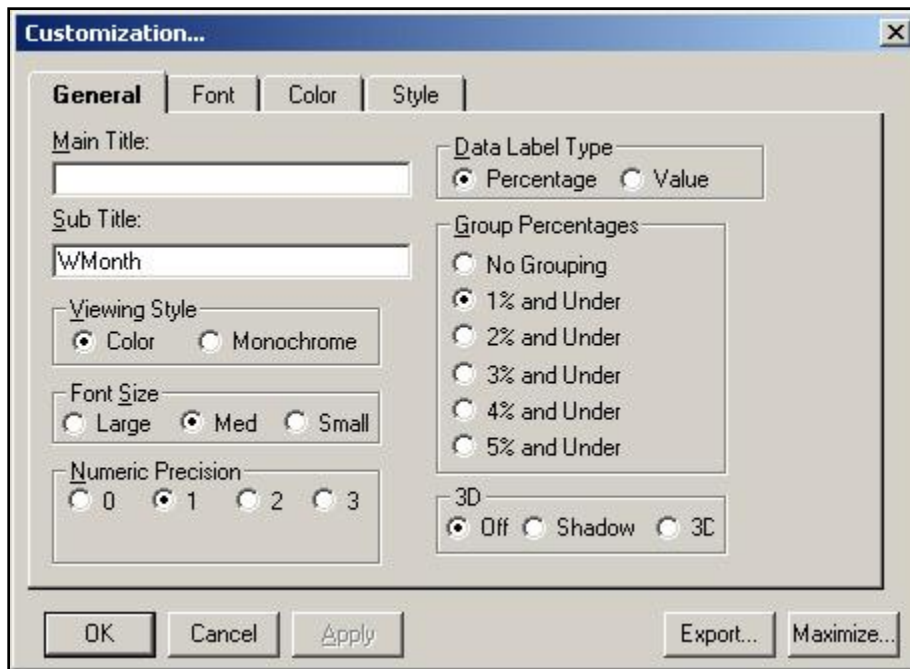 Customization...
General Font Color Style
Main Title:
Sub Title:
WMonth
Viewing Style
Color Monochrome
Font Size
Large Med Small
Numeric Precision
0 1 2 3
Data Label Type
Percentage Value
Group Percentages
No Grouping
1% and Under
2% and Under
3% and Under
4% and Under
5% and Under
3D
Off Shadow 3D
OK Cancel Apply Export... Maximize...